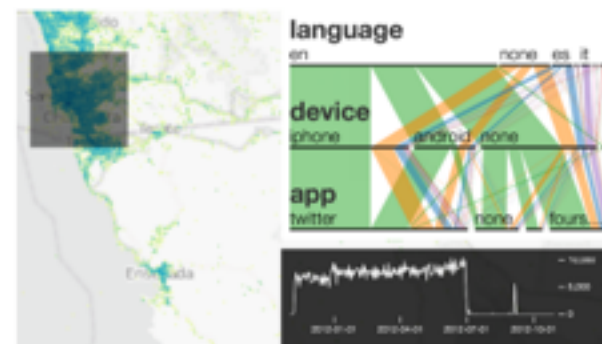 Ensenada
language
en none es it
device
iphone android none
app
twitter none fours...
10,000
5,000
0
2012-01-01 2012-04-01 2012-07-01 2012-10-01